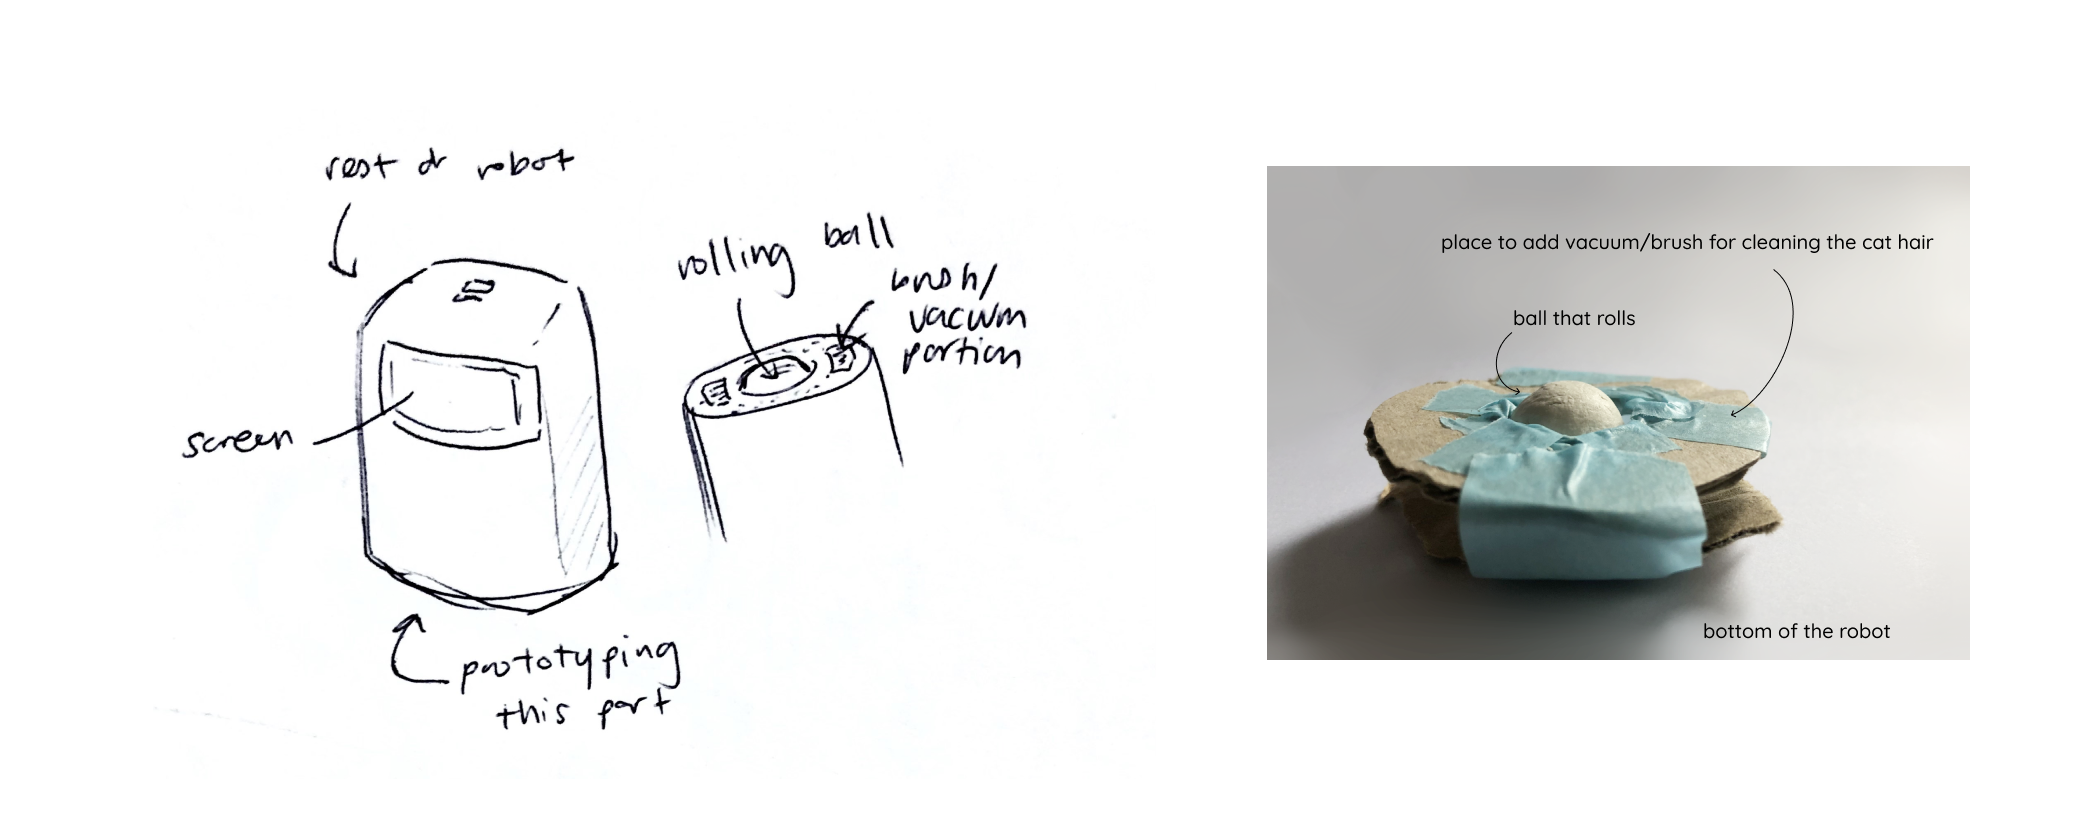 rest of robot
screen
prototyping
this part
rolling ball
brush/
vacuum
portion
place to add vacuum/brush for cleaning the cat hair
ball that rolls
bottom of the robot